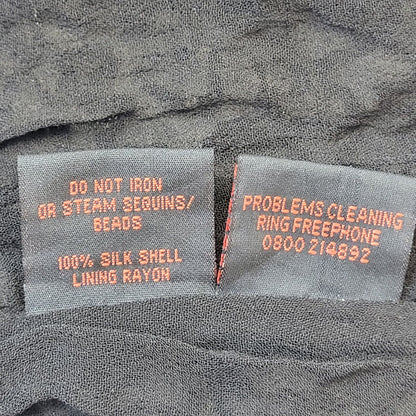 DO NOT IRON
OR STEAM SEQUINS/
BEADS
100% SILK SHELL
LINING RAYON
PROBLEMS CLEANING
RING FREEPHONE
0800 214892